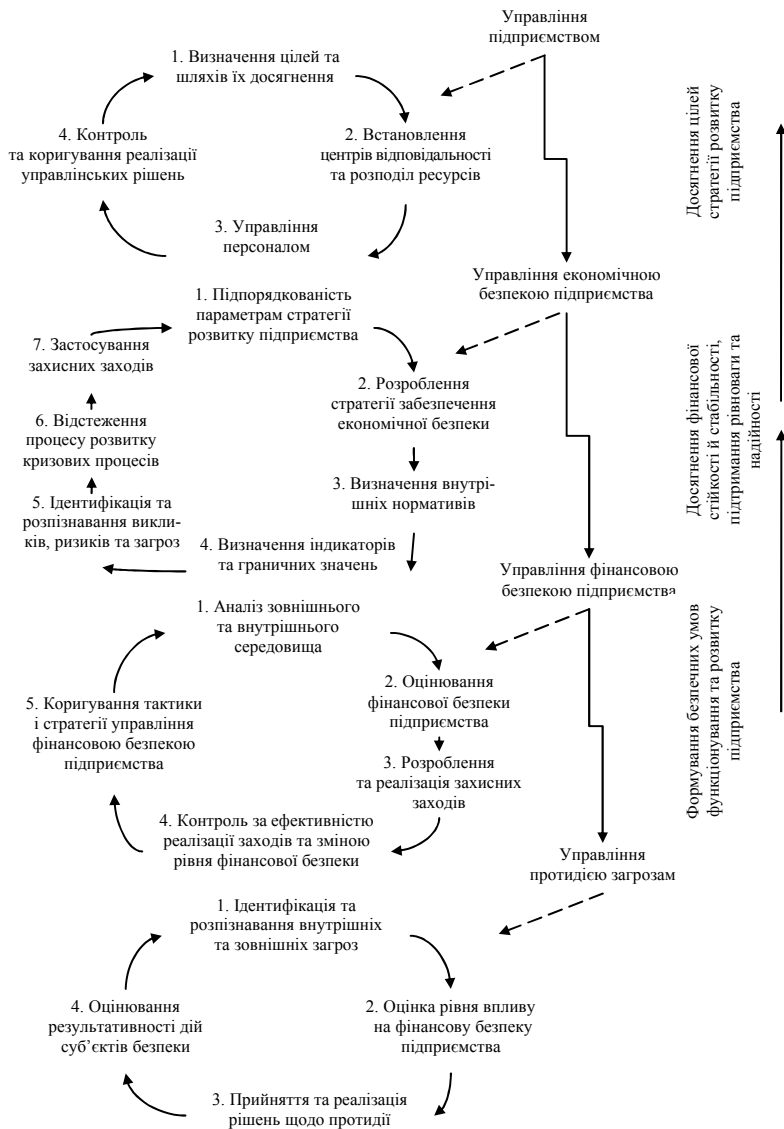 Управління
підприємством
1. Визначення цілей та
шляхів їх досягнення
2. Встановлення
центрів відповідальності
та розподіл ресурсів
3. Управління
персоналом
4. Контроль
та коригування реалізації
управлінських рішень
Управління економічною
безпекою підприємства
1. Підпорядкованість
параметрам стратегії
розвитку підприємства
2. Розроблення
стратегії забезпечення
економічної безпеки
3. Визначення внутрі-
шніх нормативів
4. Визначення індикаторів
та граничних значень
5. Ідентифікація та
розпізнавання викли-
ків, ризиків та загроз
6. Відстеження
процесу розвитку
кризових процесів
7. Застосування
захисних заходів
Управління фінансовою
безпекою підприємства
1. Аналіз зовнішнього
та внутрішнього
середовища
2. Оцінювання
фінансової безпеки
підприємства
3. Розроблення
та реалізація захисних
заходів
4. Контроль за ефективністю
реалізації заходів та зміною
рівня фінансової безпеки
5. Коригування тактики
і стратегії управління
фінансовою безпекою
підприємства
Управління
протидією загрозам
1. Ідентифікація та
розпізнавання внутрішніх
та зовнішніх загроз
2. Оцінка рівня впливу
на фінансову безпеку
підприємства
3. Прийняття та реалізація
рішень щодо протидії
4. Оцінювання
результативності дій
суб’єктів безпеки
Досягнення цілей
стратегії розвитку
підприємства
Досягнення фінансової
стійкості й стабільності,
підтримання рівноваги та
надійності
Формування безпечних умов
функціонування та розвитку
підприємства